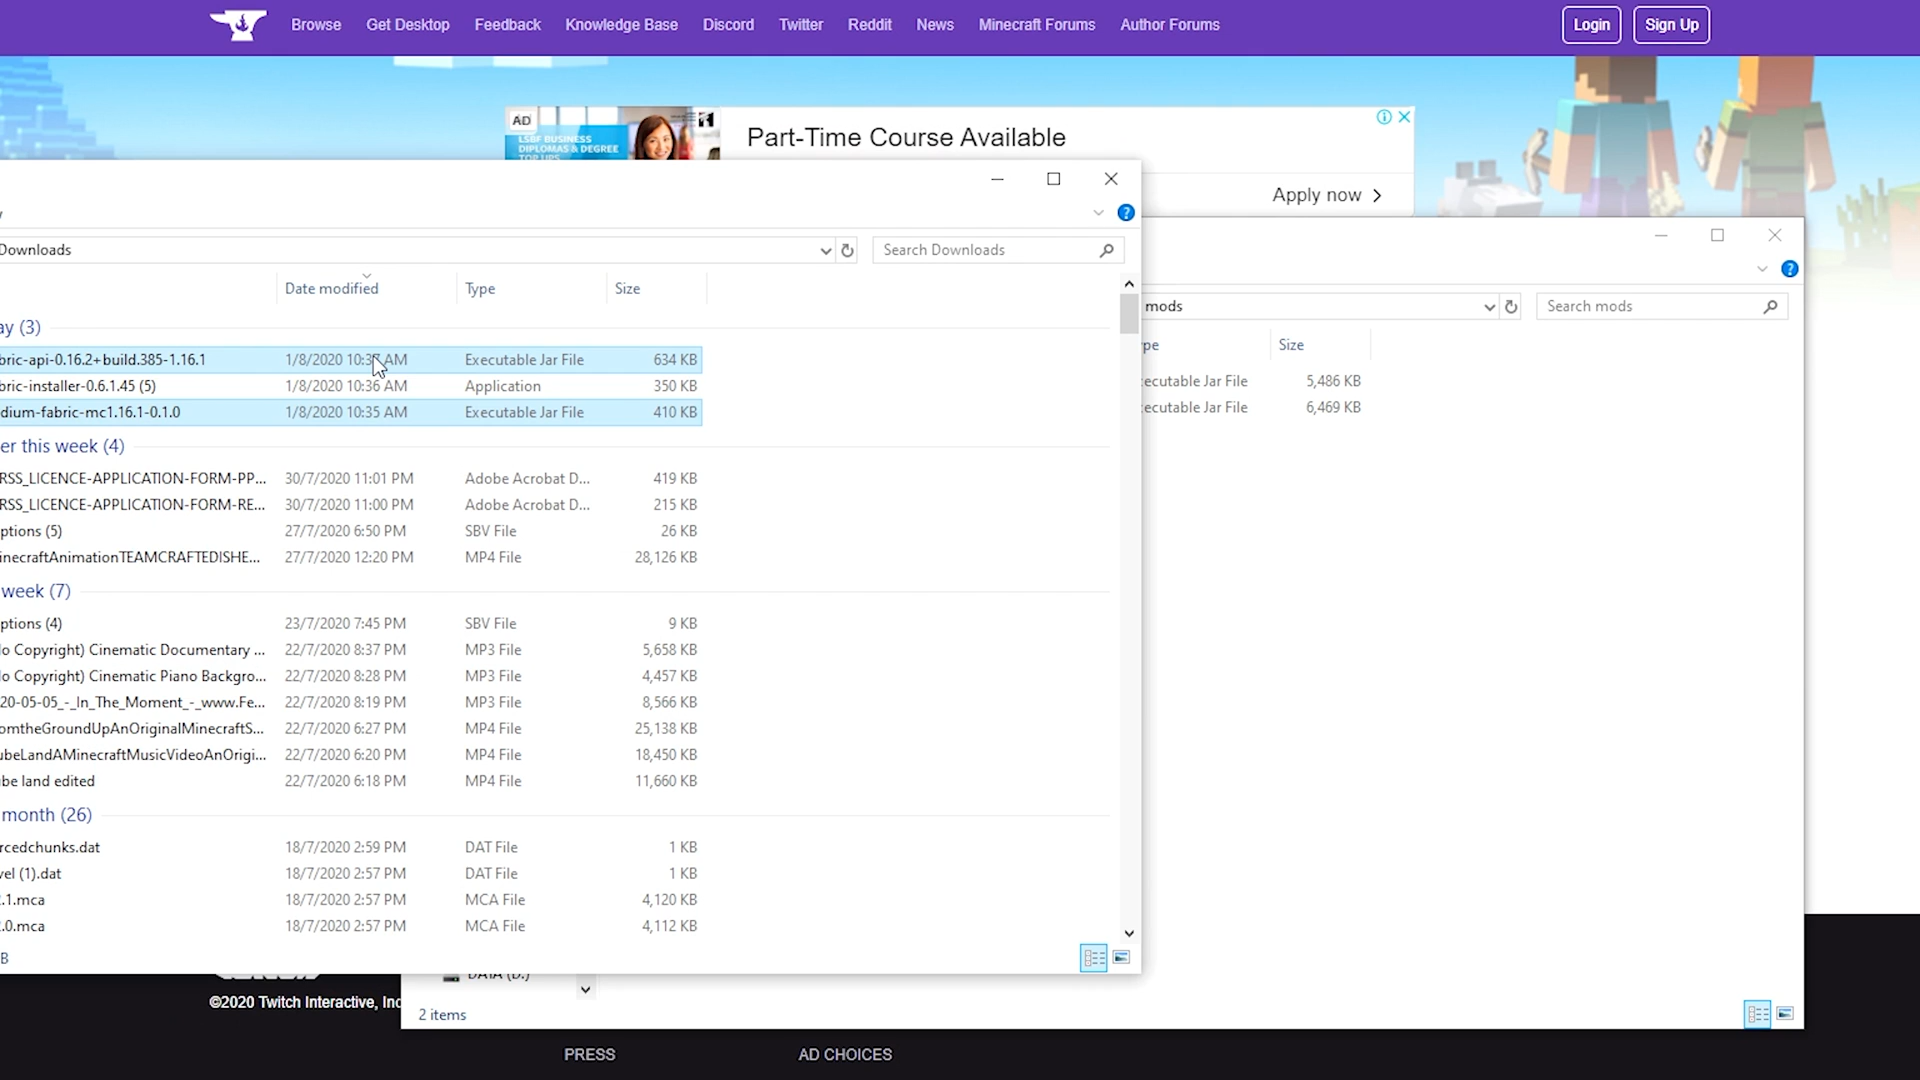 Browse Get Desktop Feedback Knowledge Base Discord Twitter Reddit News Minecraft Forums Author Forums Login Sign Up
AD
LSBF BUSINESS
DIPLOMAS & DEGREE
TOP UPS
Part-Time Course Available
Apply now
Downloads
Search Downloads
Date modified Type Size
ay (3)
bric-api-0.16.2+build.385-1.16.1 1/8/2020 10:37 AM Executable Jar File 634 KB
bric-installer-0.6.1.45 (5) 1/8/2020 10:36 AM Application 350 KB
dium-fabric-mc1.16.1-0.1.0 1/8/2020 10:35 AM Executable Jar File 410 KB
er this week (4)
RSS_LICENCE-APPLICATION-FORM-PP... 30/7/2020 11:01 PM Adobe Acrobat D... 419 KB
RSS_LICENCE-APPLICATION-FORM-RE... 30/7/2020 11:00 PM Adobe Acrobat D... 215 KB
ptions (5) 27/7/2020 6:50 PM SBV File 26 KB
inecraftAnimationTEAMCRAFTEDISHE... 27/7/2020 12:20 PM MP4 File 28,126 KB
week (7)
ptions (4) 23/7/2020 7:45 PM SBV File 9 KB
o Copyright) Cinematic Documentary ... 22/7/2020 8:37 PM MP3 File 5,658 KB
o Copyright) Cinematic Piano Backgro... 22/7/2020 8:28 PM MP3 File 4,457 KB
20-05-05_-_In_The_Moment_-_www.Fe... 22/7/2020 8:19 PM MP3 File 8,566 KB
omtheGroundUpAnOriginalMinecraftS... 22/7/2020 6:27 PM MP4 File 25,138 KB
ubeLandAMinecraftMusicVideoAnOrigi... 22/7/2020 6:20 PM MP4 File 18,450 KB
be land edited 22/7/2020 6:18 PM MP4 File 11,660 KB
month (26)
rcedchunks.dat 18/7/2020 2:59 PM DAT File 1 KB
vel (1).dat 18/7/2020 2:57 PM DAT File 1 KB
.1.mca 18/7/2020 2:57 PM MCA File 4,120 KB
.0.mca 18/7/2020 2:57 PM MCA File 4,112 KB
B
mods
Search mods
pe Size
ecutable Jar File 5,486 KB
ecutable Jar File 6,469 KB
DATA (D:)
2 items
©2020 Twitch Interactive, Inc
PRESS AD CHOICES